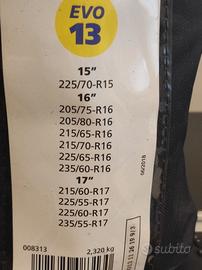 EVO
13
15"
225/70-R15
16"
205/75-R16
205/80-R16
215/65-R16
215/70-R16
225/65-R16
235/60-R16
17"
215/60-R17
225/55-R17
225/60-R17
235/55-R17
008313
2,320 kg
06/2018
subito